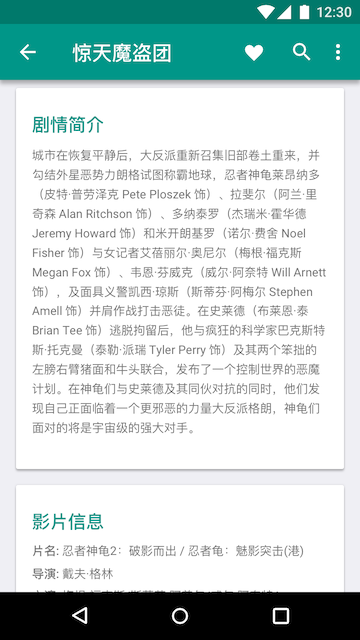 12:30
惊天魔盗团
剧情简介
城市在恢复平静后，大反派重新召集旧部卷土重来，并
勾结外星恶势力朗格试图称霸地球，忍者神龟莱昂纳多
（皮特·普劳泽克 Pete Ploszek 饰）、拉斐尔（阿兰·里
奇森 Alan Ritchson 饰）、多纳泰罗（杰瑞米·霍华德
Jeremy Howard 饰）和米开朗基罗（诺尔·费舍 Noel
Fisher 饰）与女记者艾蓓丽尔·奥尼尔（梅根·福克斯
Megan Fox 饰）、韦恩·芬威克（威尔·阿奈特 Will Arnett
饰），及面具义警凯西·琼斯（斯蒂芬·阿梅尔 Stephen
Amell 饰）并肩作战打击恶徒。在史莱德（布莱恩·泰
Brian Tee 饰）逃脱拘留后，他与疯狂的科学家巴克斯特
斯·托克曼（泰勒·派瑞 Tyler Perry 饰）及其两个笨拙的
左膀右臂猪面和牛头联合，发布了一个控制世界的恶魔
计划。在神龟们与史莱德及其同伙对抗的同时，他们发
现自己正面临着一个更邪恶的力量大反派格朗，神龟们
面对的将是宇宙级的强大对手。
影片信息
片名: 忍者神龟2：破影而出 / 忍者龟：魅影突击(港)
导演: 戴夫·格林